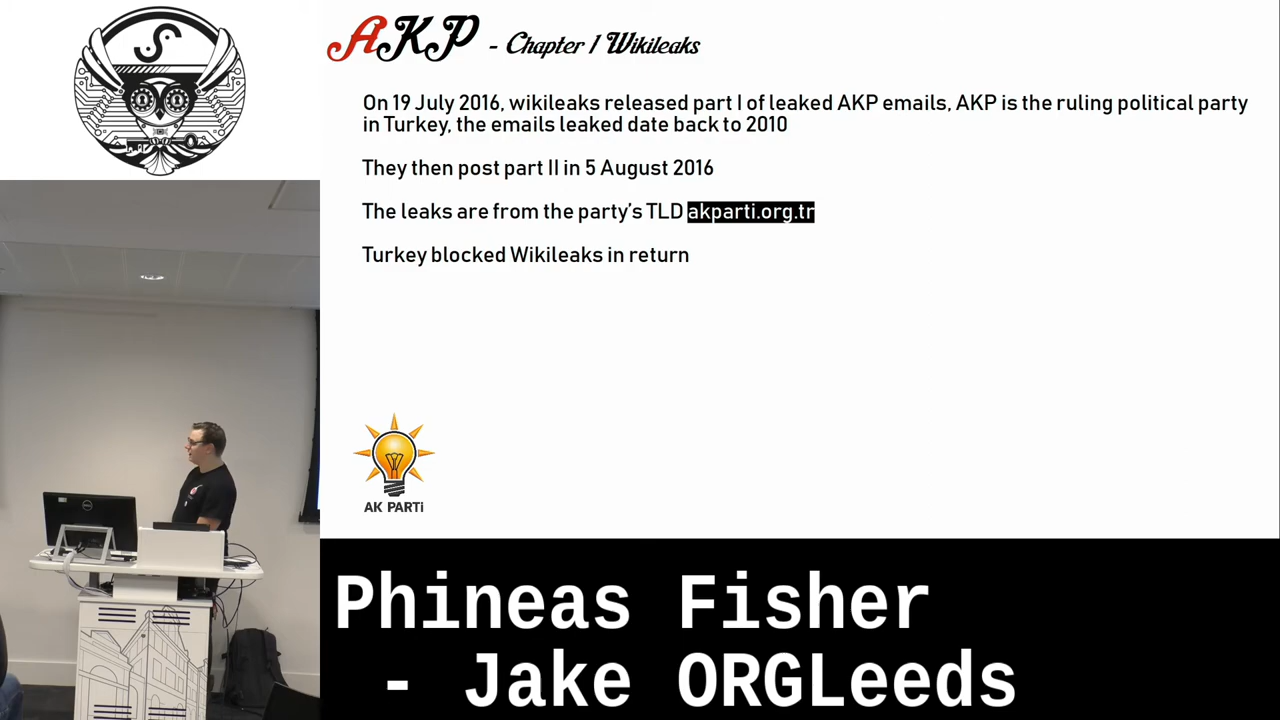 AKP - Chapter 1 Wikileaks
On 19 July 2016, wikileaks released part I of leaked AKP emails, AKP is the ruling political party
in Turkey, the emails leaked date back to 2010
They then post part II in 5 August 2016
The leaks are from the party's TLD akparti.org.tr
Turkey blocked Wikileaks in return
AK PARTi
Phineas Fisher
- Jake ORGLeeds